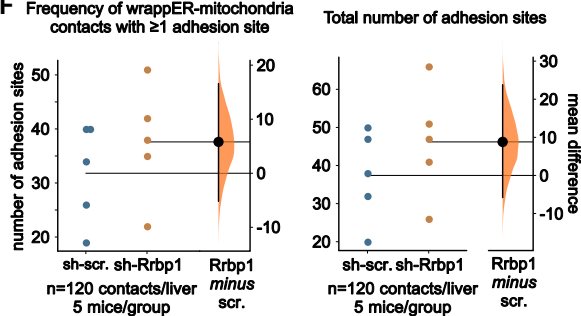 F
Frequency of wrappER-mitochondria
contacts with ≥1 adhesion site
Total number of adhesion sites
number of adhesion sites
50
40
30
20
20
10
0
-10
sh-scr. sh-Rrbp1
n=120 contacts/liver
5 mice/group
Rrbp1
minus
scr.
60
50
40
30
20
30
20
10
0
-10
mean difference
sh-scr. sh-Rrbp1
n=120 contacts/liver
5 mice/group
Rrbp1
minus
scr.